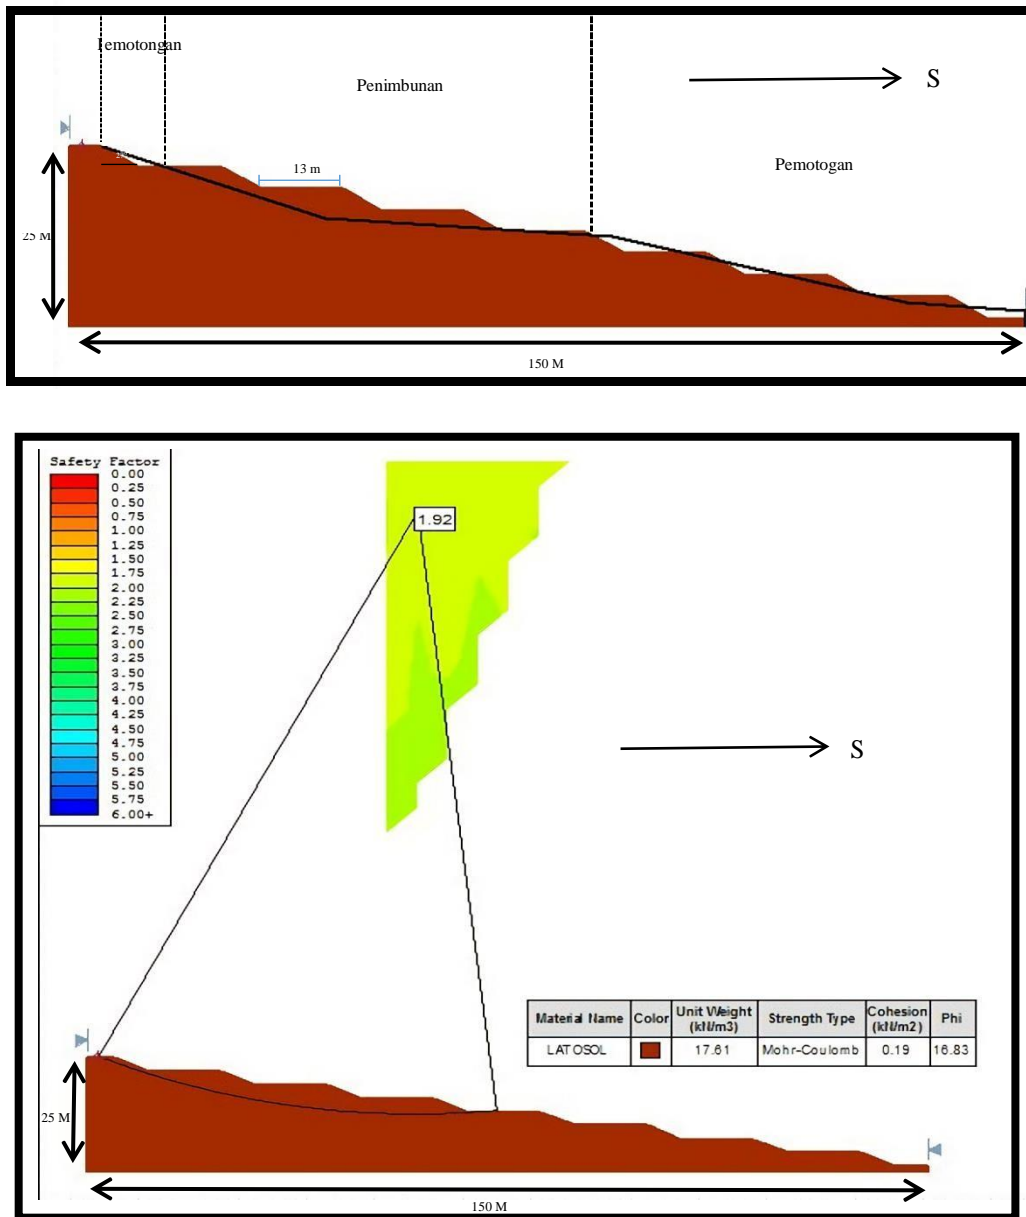 Pemotongan
S
Penimbunan
Pemotogan
13 m
25 M
150 M
Safety Factor
0.00
0.25
0.50
0.75
1.00
1.25
1.50
1.75
2.00
2.25
2.50
2.75
3.00
3.25
3.50
3.75
4.00
4.25
4.50
4.75
5.00
5.25
5.50
5.75
6.00+
1.92
S
Material Name Color Unit Weight (kN/m3) Strength Type Cohesion (kN/m2) Phi
LATOSOL 17.61 Mohr-Coulomb 0.19 16.83
25 M
150 M